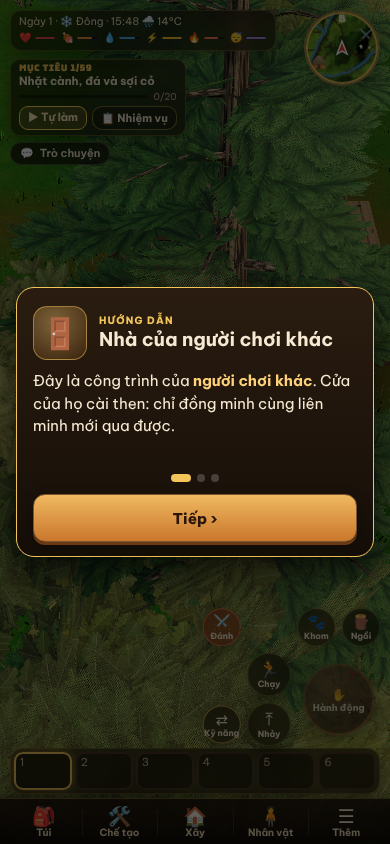 Ngày 1 · ❄️ Đông · 15:48 🌧️ 14°C
MỤC TIÊU 1/59
Nhặt cành, đá và sợi cỏ
0/20
▶ Tự làm
📋 Nhiệm vụ
💬 Trò chuyện
HƯỚNG DẪN
Nhà của người chơi khác
Đây là công trình của người chơi khác. Cửa
của họ cài then: chỉ đồng minh cùng liên
minh mới qua được.
Tiếp ›
Đánh
Kham
Ngồi
Chạy
Hành động
Kỹ năng
Nhảy
1 2 3 4 5 6
Túi
Chế tạo
Xây
Nhân vật
Thêm